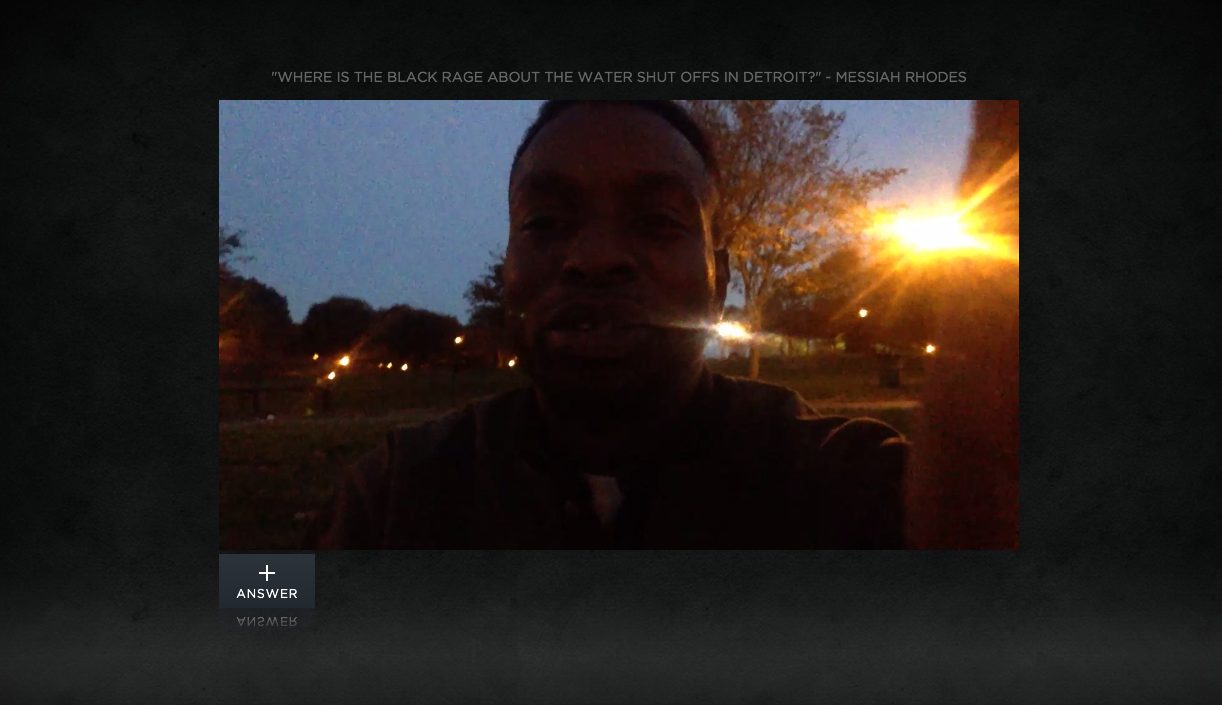 "WHERE IS THE BLACK RAGE ABOUT THE WATER SHUT OFFS IN DETROIT?" - MESSIAH RHODES
ANSWER